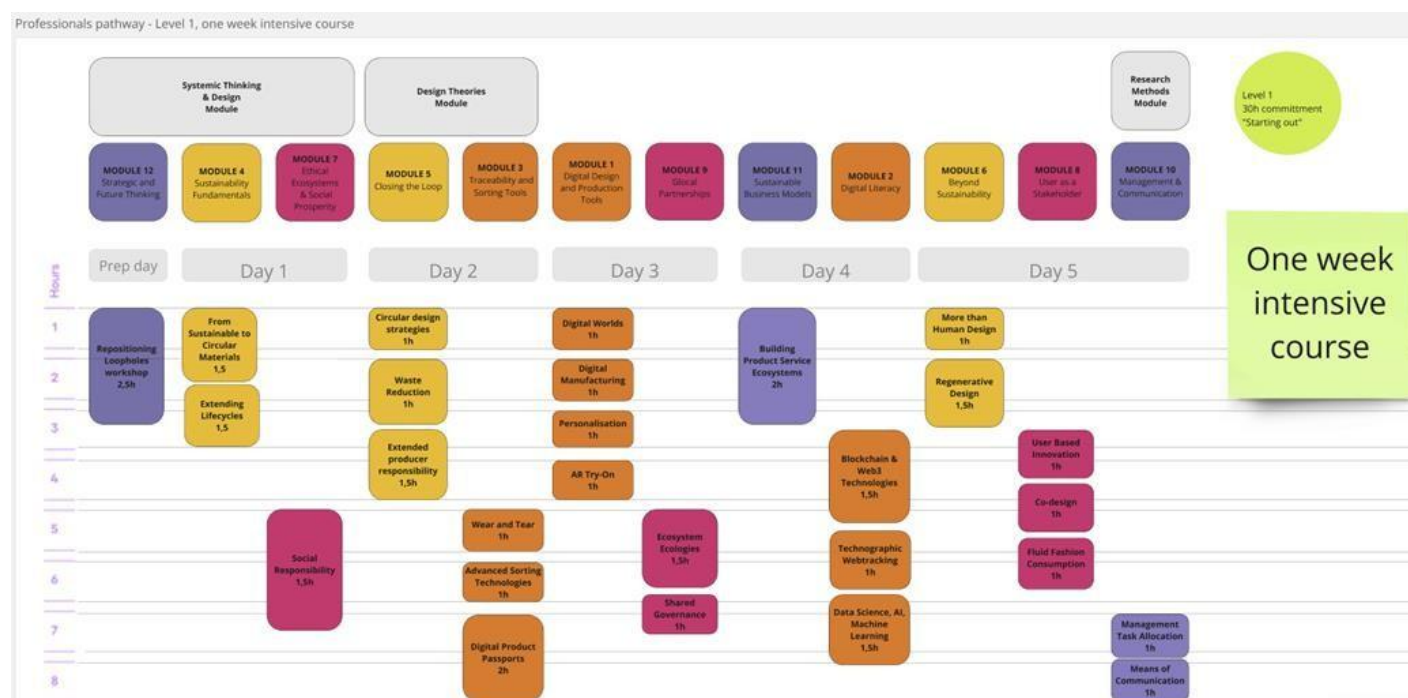 Professionals pathway - Level 1, one week intensive course
Systemic Thinking
& Design
Module
Design Theories
Module
Research
Methods
Module
Level 1
30h committment
"Starting out"
MODULE 12
Strategic and
Future Thinking
MODULE 4
Sustainability
Fundamentals
MODULE 7
Ethical
Ecosystems
& Social
Prosperity
MODULE 5
Closing the Loop
MODULE 3
Traceability and
Sorting Tools
MODULE 1
Digital Design
and Production
Tools
MODULE 9
Glocal
Partnerships
MODULE 11
Sustainable
Business Models
MODULE 2
Digital Literacy
MODULE 6
Beyond
Sustainability
MODULE 8
User as a
Stakeholder
MODULE 10
Management &
Communication
One week
intensive
course
Hours
Prep day
Day 1
Day 2
Day 3
Day 4
Day 5
1
2
3
4
5
6
7
8
Repositioning
Loopholes
workshop
2,5h
From
Sustainable to
Circular
Materials
1,5
Extending
Lifecycles
1,5
Social
Responsibility
1,5h
Circular design
strategies
1h
Waste
Reduction
1h
Extended
producer
responsibility
1,5h
Wear and Tear
1h
Advanced Sorting
Technologies
1h
Digital Product
Passports
2h
Digital Worlds
1h
Digital
Manufacturing
1h
Personalisation
1h
AR Try-On
1h
Ecosystem
Ecologies
1,5h
Shared
Governance
1h
Building
Product Service
Ecosystems
2h
Blockchain &
Web3
Technologies
1,5h
Technographic
Webtracking
1h
Data Science, AI,
Machine
Learning
1,5h
More than
Human Design
1h
Regenerative
Design
1,5h
User Based
Innovation
1h
Co-design
1h
Fluid Fashion
Consumption
1h
Management
Task Allocation
1h
Means of
Communication
1h